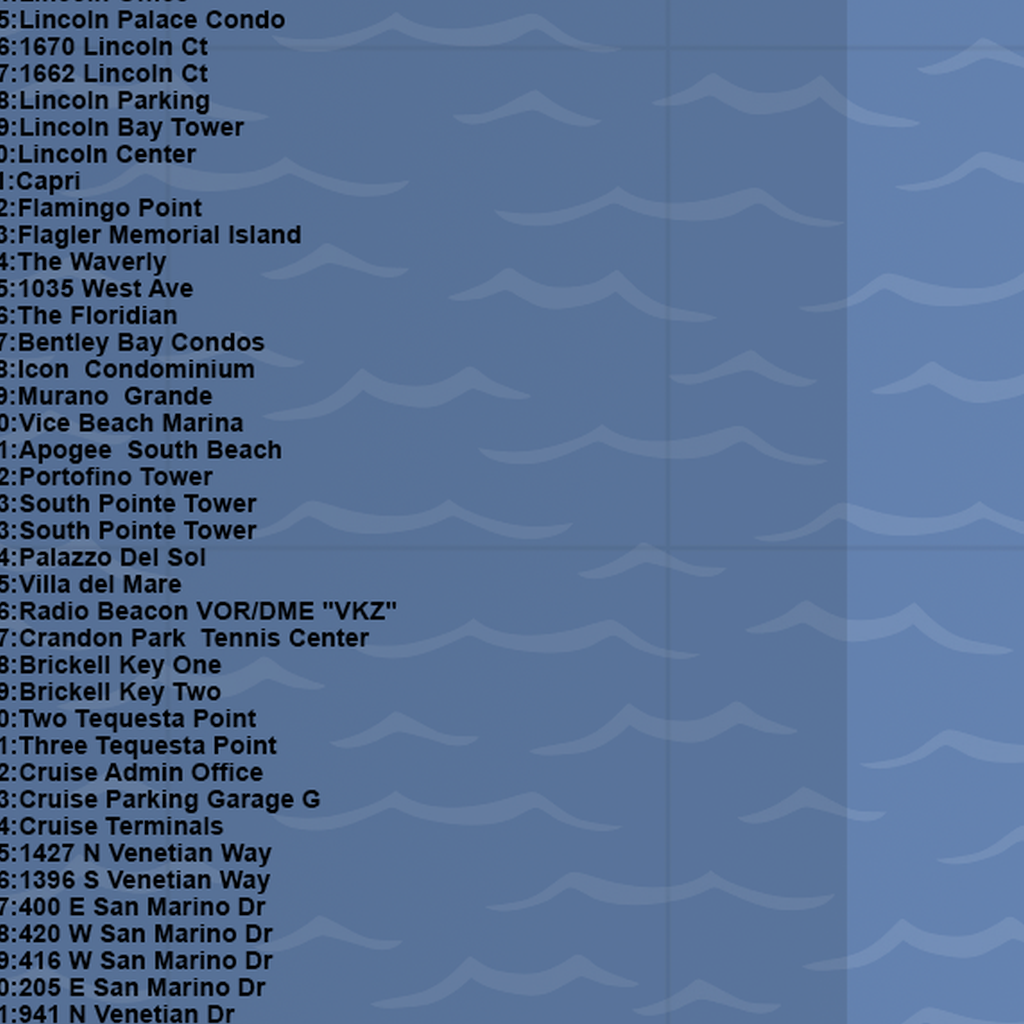 5:Lincoln Palace Condo
6:1670 Lincoln Ct
7:1662 Lincoln Ct
8:Lincoln Parking
9:Lincoln Bay Tower
0:Lincoln Center
1:Capri
2:Flamingo Point
3:Flagler Memorial Island
4:The Waverly
5:1035 West Ave
6:The Floridian
7:Bentley Bay Condos
8:Icon  Condominium
9:Murano  Grande
0:Vice Beach Marina
1:Apogee  South Beach
2:Portofino Tower
3:South Pointe Tower
3:South Pointe Tower
4:Palazzo Del Sol
5:Villa del Mare
6:Radio Beacon VOR/DME "VKZ"
7:Crandon Park  Tennis Center
8:Brickell Key One
9:Brickell Key Two
0:Two Tequesta Point
1:Three Tequesta Point
2:Cruise Admin Office
3:Cruise Parking Garage G
4:Cruise Terminals
5:1427 N Venetian Way
6:1396 S Venetian Way
7:400 E San Marino Dr
8:420 W San Marino Dr
9:416 W San Marino Dr
0:205 E San Marino Dr
1:941 N Venetian Dr